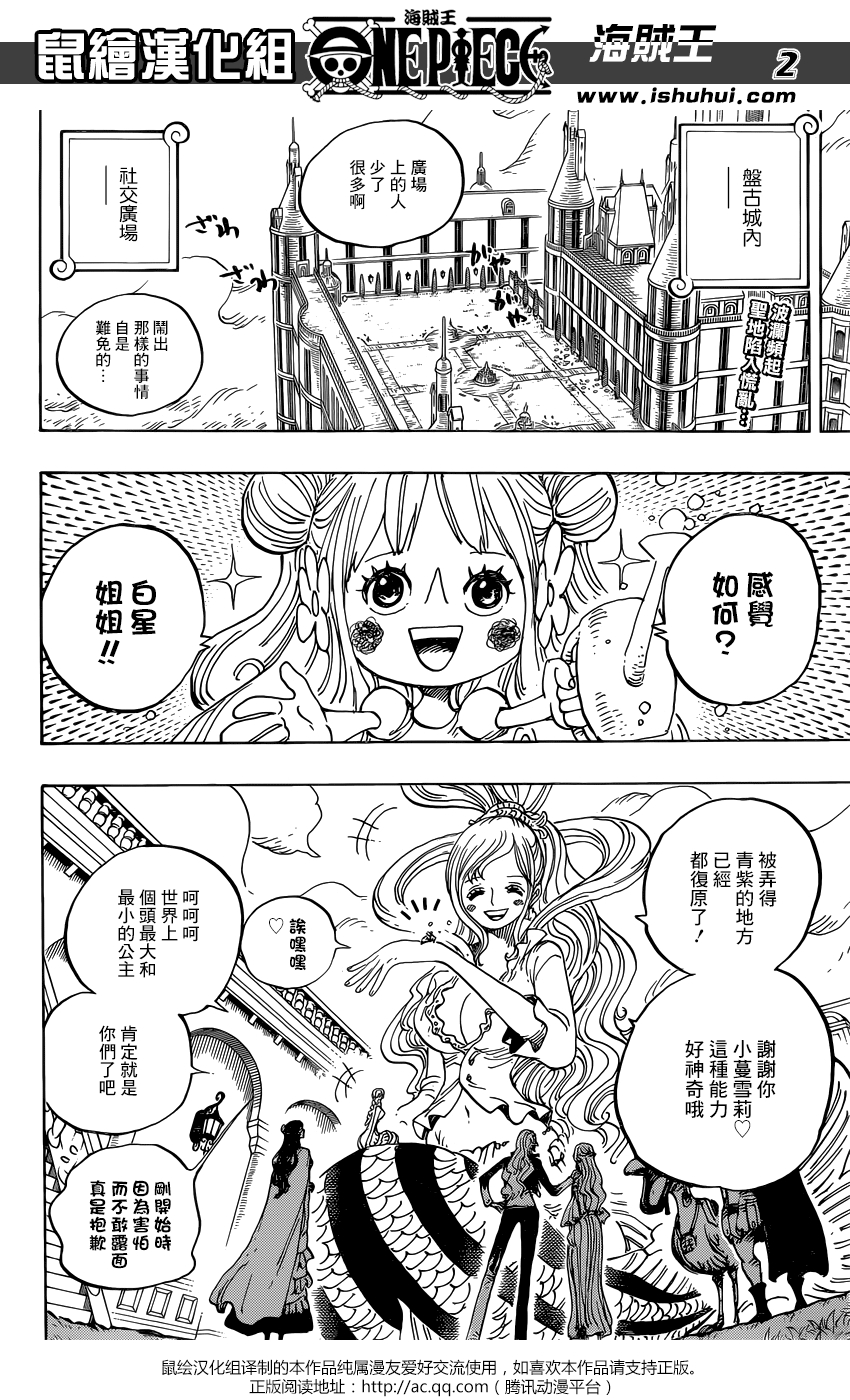 鼠繪漢化組
海賊王
ONE PIECE
海賊王
2
www.ishuhui.com
盤古城內
——
波瀾頻起
聖地陷入慌亂…
廣場
上的人
少了
很多啊
がや
がや
社交廣場
——
ざわ
ざわ
鬧出
那樣的事情
自是
難免的…
感覺
如何？
白星
姐姐!!
被弄得
青紫的地方
已經
都復原了！
謝謝你
小蔓雪莉♡
這種能力
好神奇哦
誒嘿嘿
♡
呵呵呵
世界上
個頭最大和
最小的公主
肯定就是
你們了吧
剛開始時
因為害怕
而不敢露面
真是抱歉
鼠绘汉化组译制的本作品纯属漫友爱好交流使用，如喜欢本作品请支持正版。
正版阅读地址：http://ac.qq.com（腾讯动漫平台）